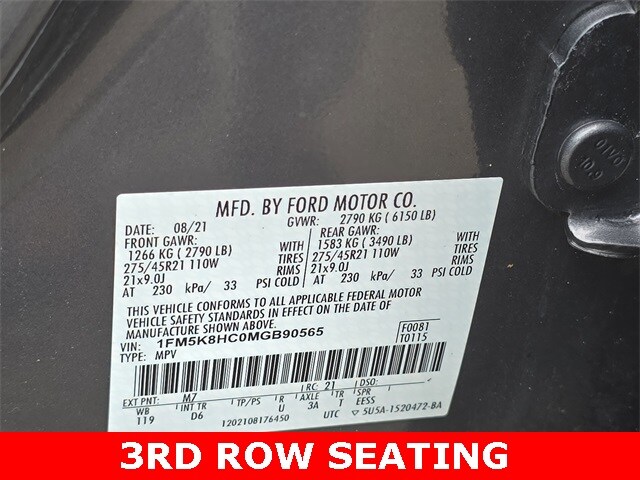 MFD. BY FORD MOTOR CO.
DATE: 08/21 GVWR: 2790 KG ( 6150 LB)
FRONT GAWR: REAR GAWR:
1266 KG ( 2790 LB) WITH 1583 KG ( 3490 LB) WITH
275/45R21 110W TIRES 275/45R21 110W TIRES
21x9.0J RIMS 21x9.0J RIMS
AT 230 kPa/ 33 PSI COLD AT 230 kPa/ 33 PSI COLD
THIS VEHICLE CONFORMS TO ALL APPLICABLE FEDERAL MOTOR
VEHICLE SAFETY STANDARDS IN EFFECT ON THE DATE OF
MANUFACTURE SHOWN ABOVE.
VIN: 1FM5K8HC0MGB90565 F0081
TYPE: MPV T0115
EXT PNT: M7 RC: 21 DSO:
WB INT TR TP/PS R AXLE TR SPR
119 D6 U 3A T EESS
1202108176450 UTC ▽ 5U5A-1520472-BA
3RD ROW SEATING